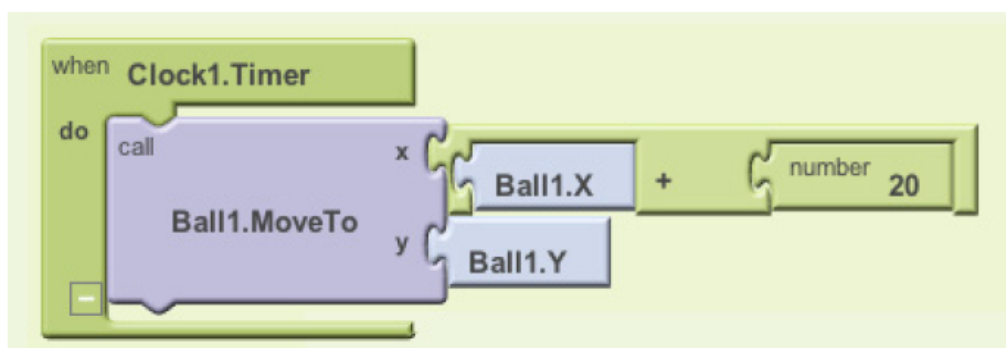 when Clock1.Timer
do call
x Ball1.X + number 20
Ball1.MoveTo
y Ball1.Y